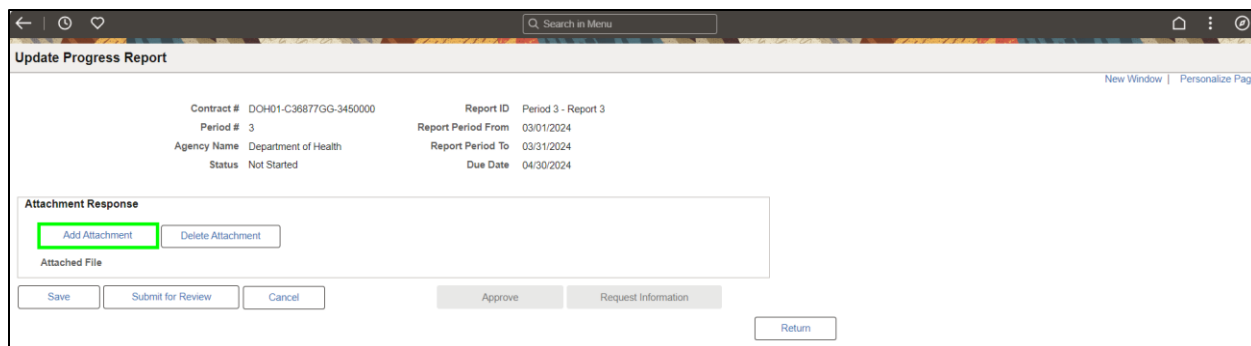 Search in Menu
Update Progress Report
New Window | Personalize Pag
Contract # DOH01-C36877GG-3450000 Report ID Period 3 - Report 3
Period # 3 Report Period From 03/01/2024
Agency Name Department of Health Report Period To 03/31/2024
Status Not Started Due Date 04/30/2024
Attachment Response
Add Attachment Delete Attachment
Attached File
Save Submit for Review Cancel Approve Request Information
Return